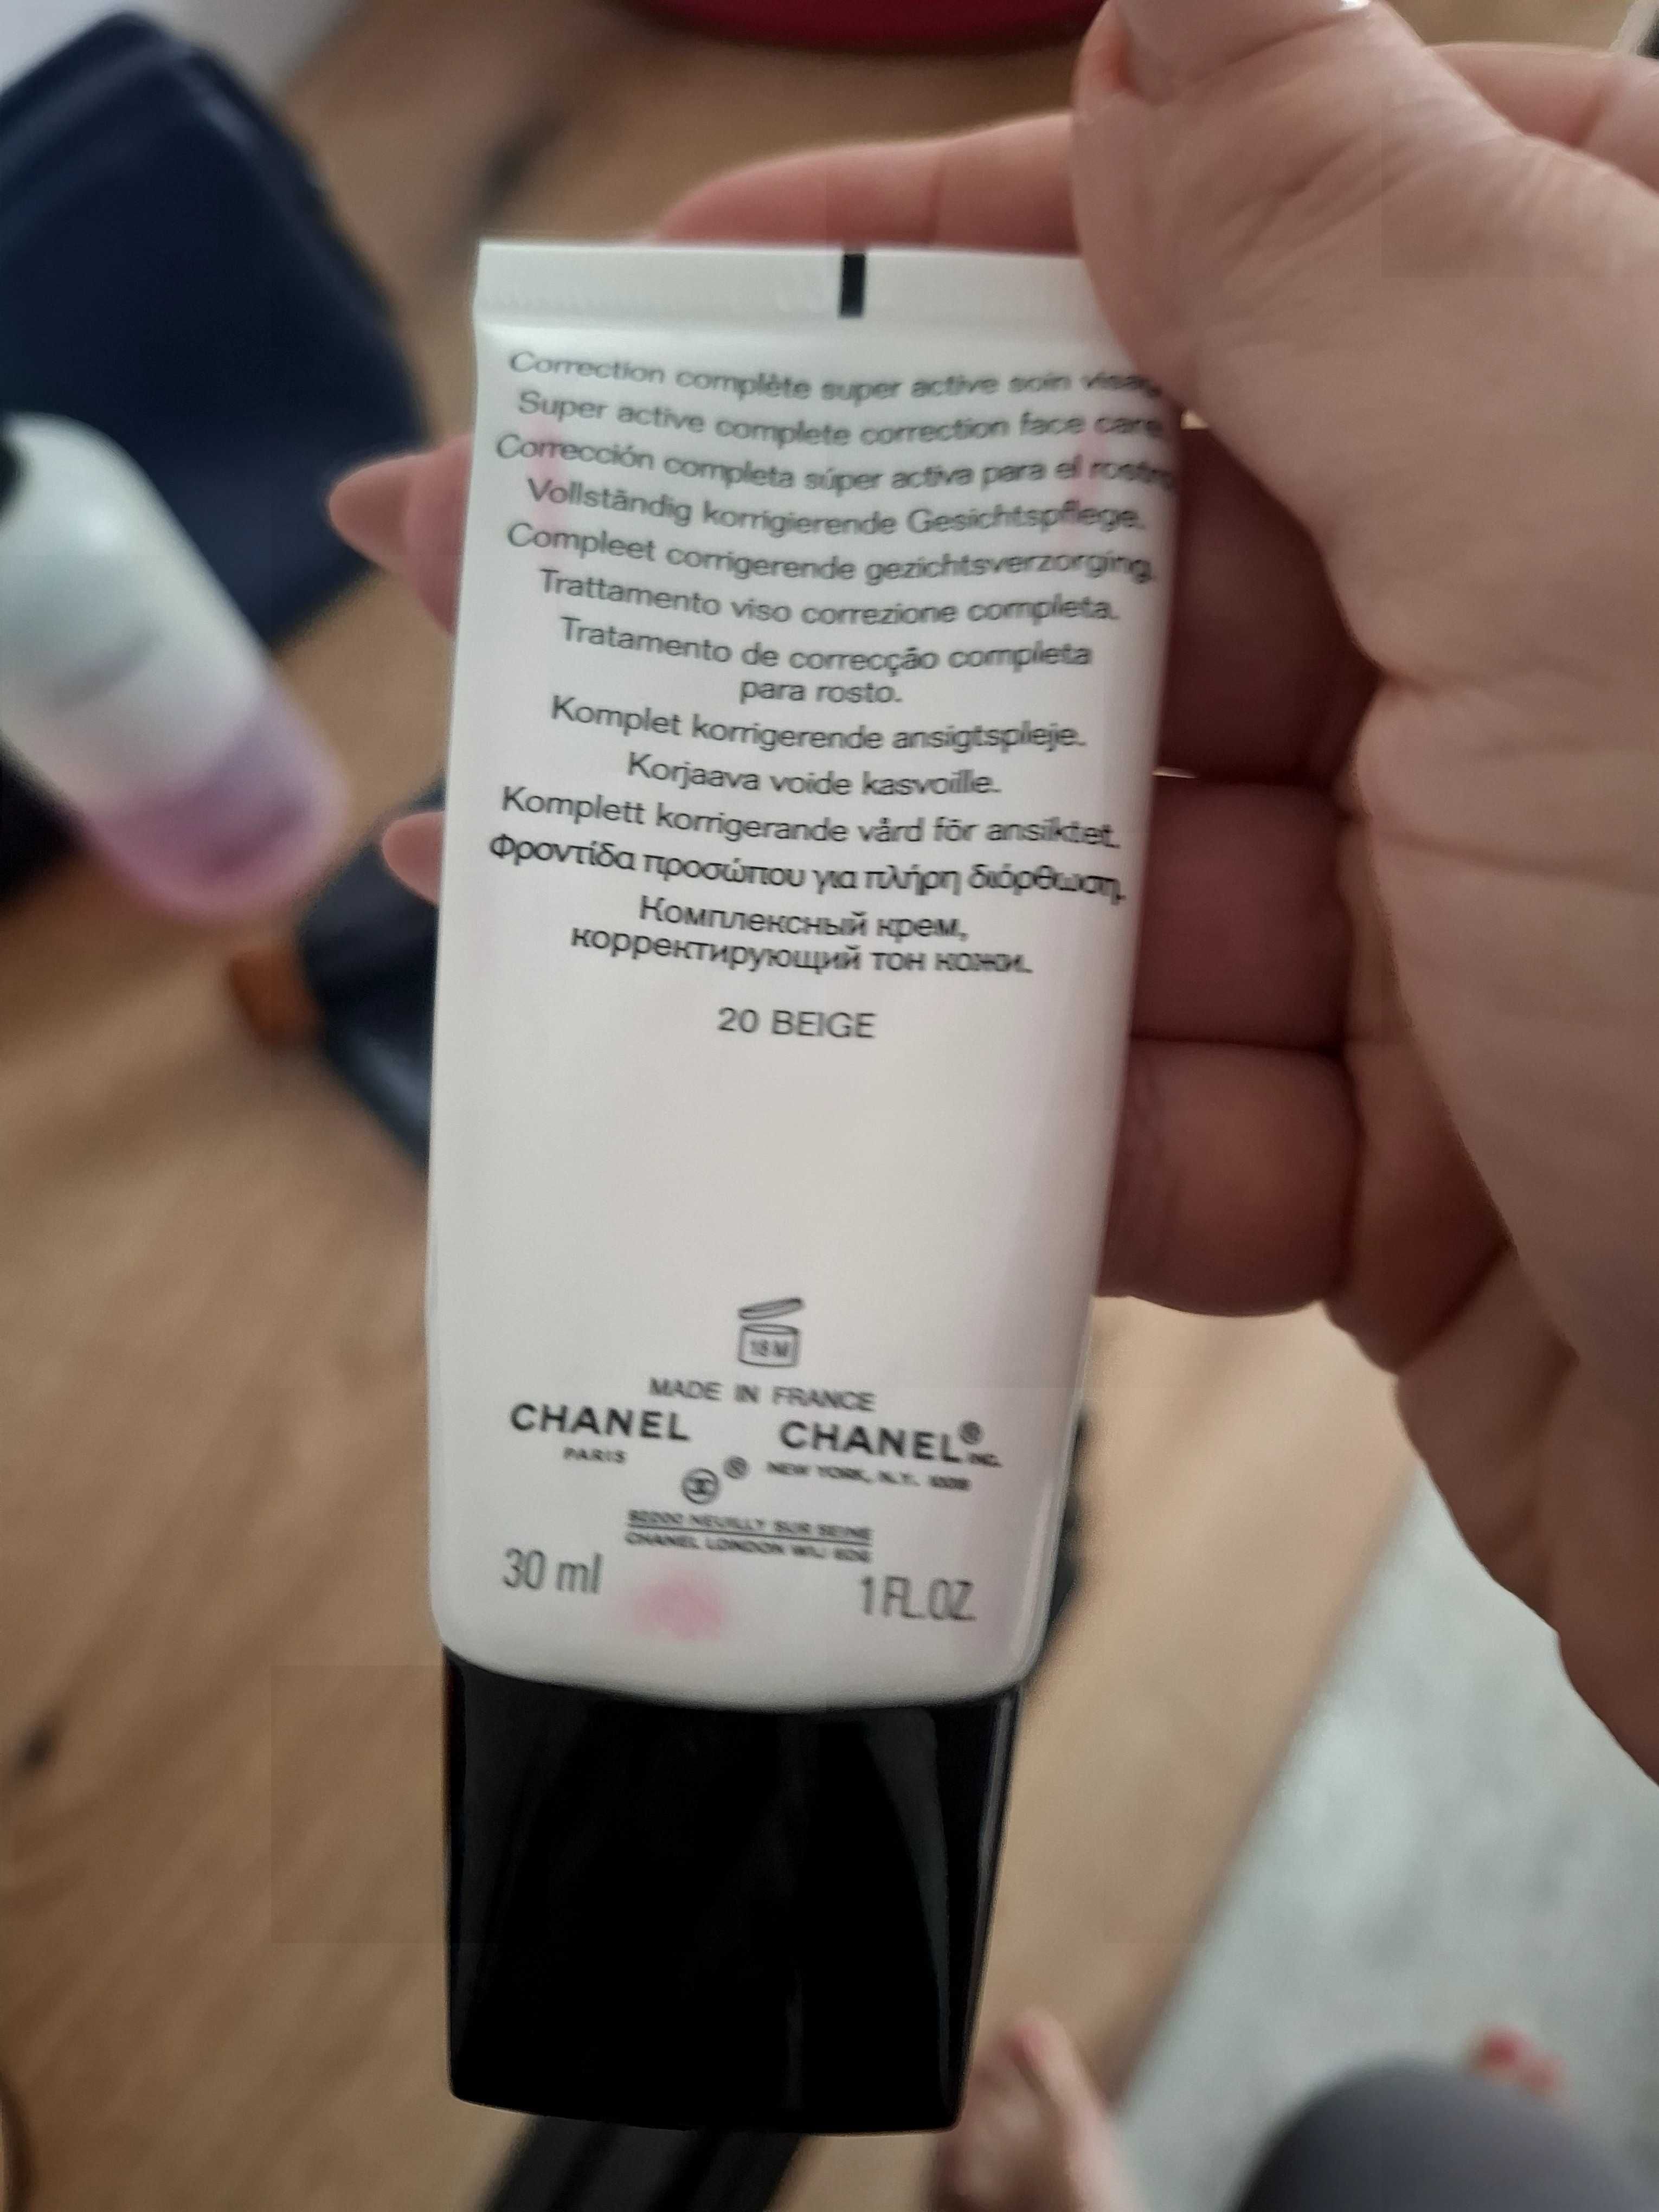 Correction complète super active soin
Super active complete correction face care.
Corrección completa súper activa para el rostro.
Vollständig korrigierende Gesichtspflege.
Compleet corrigerende gezichtsverzorging.
Trattamento viso correzione completa.
Tratamento de correcção completa
para rosto.
Komplet korrigerende ansigtspleje.
Korjaava voide kasvoille.
Komplett korrigerande vård för ansiktet.
Φροντίδα προσώπου για πλήρη διόρθωση.
Комплексный крем,
корректирующий тон кожи.
20 BEIGE
18 M
MADE IN FRANCE
CHANEL CHANEL® INC.
PARIS NEW YORK, N.Y.
®
92200 NEUILLY SUR SEINE
CHANEL LONDON W1J
30 ml 1 FL.OZ.